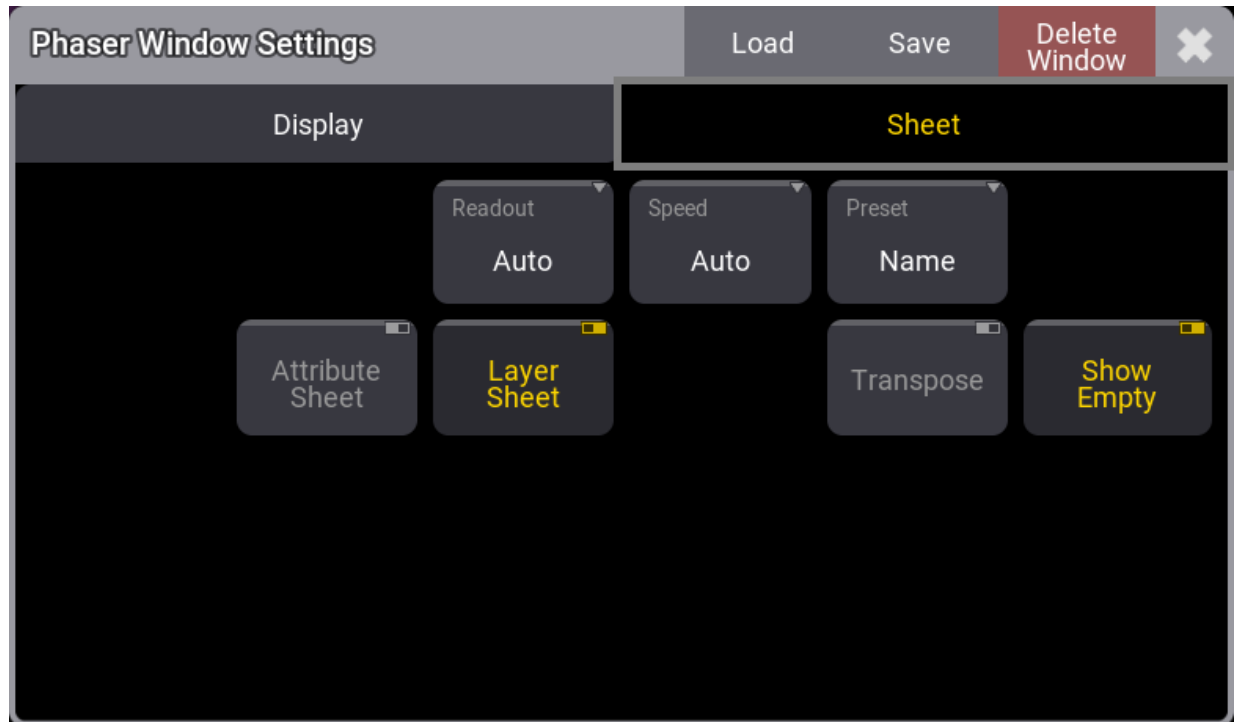 Phaser Window Settings
Load
Save
Delete
Window
Display
Sheet
Readout
Auto
Speed
Auto
Preset
Name
Attribute
Sheet
Layer
Sheet
Transpose
Show
Empty